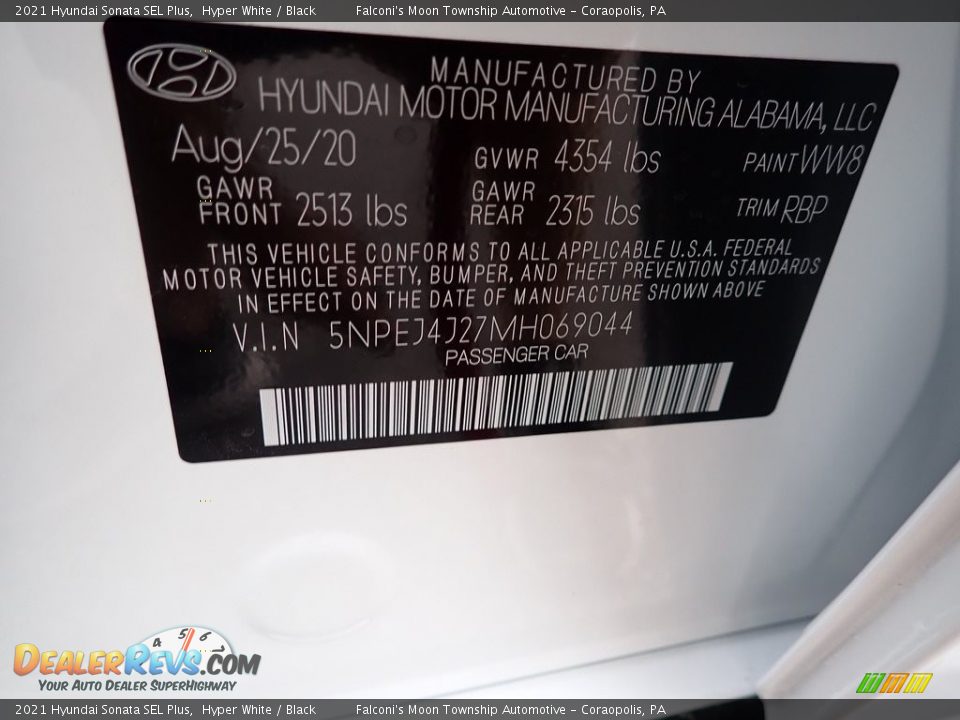 2021 Hyundai Sonata SEL Plus, Hyper White / Black Falconi's Moon Township Automotive - Coraopolis, PA
MANUFACTURED BY
HYUNDAI MOTOR MANUFACTURING ALABAMA, LLC
Aug/25/20 GVWR 4354 lbs PAINT WW8
GAWR FRONT 2513 lbs GAWR REAR 2315 lbs TRIM RBP
THIS VEHICLE CONFORMS TO ALL APPLICABLE U.S.A. FEDERAL
MOTOR VEHICLE SAFETY, BUMPER, AND THEFT PREVENTION STANDARDS
IN EFFECT ON THE DATE OF MANUFACTURE SHOWN ABOVE
V.I.N 5NPEJ4J27MH069044
PASSENGER CAR
4 5 6
DEALERREVS.COM
YOUR AUTO DEALER SUPERHIGHWAY
2021 Hyundai Sonata SEL Plus, Hyper White / Black Falconi's Moon Township Automotive - Coraopolis, PA